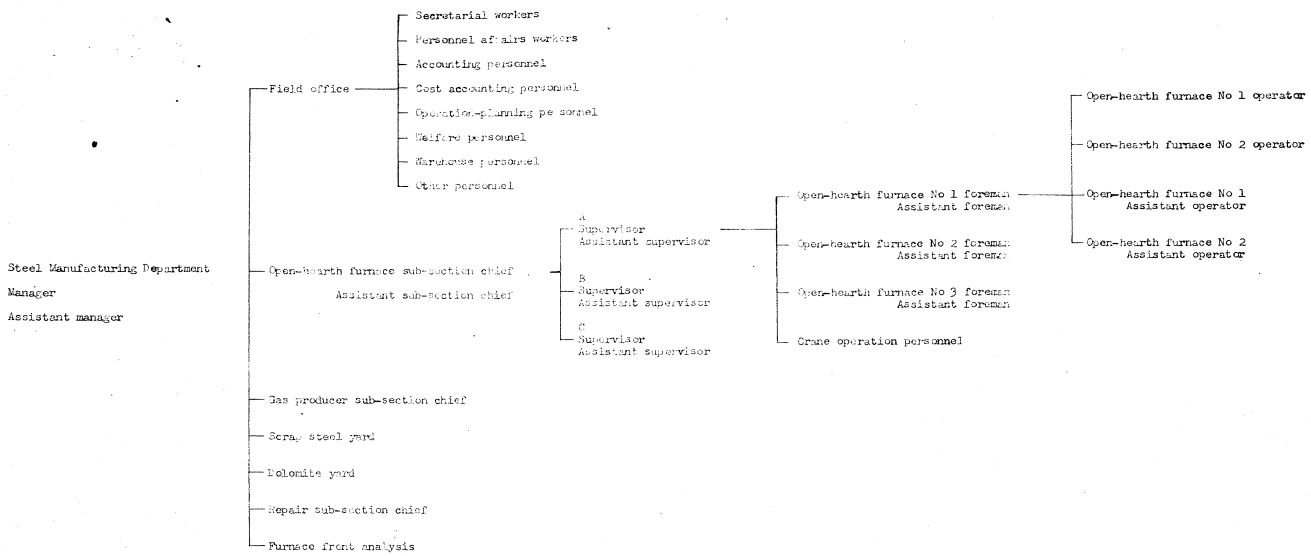 Steel Manufacturing Department
Manager
Assistant manager
Field office
Secretarial workers
Personnel affairs workers
Accounting personnel
Cost accounting personnel
Operation-planning pe sonnel
Welfare personnel
Warehouse personnel
Other personnel
Open-hearth furnace sub-section chief
Assistant sub-section chief
A
Supervisor
Assistant supervisor
B
Supervisor
Assistant supervisor
C
Supervisor
Assistant supervisor
Open-hearth furnace No 1 foreman
Assistant foreman
Open-hearth furnace No 2 foreman
Assistant foreman
Open-hearth furnace No 3 foreman
Assistant foreman
Crane operation personnel
Open-hearth furnace No 1 operator
Open-hearth furnace No 2 operator
Open-hearth furnace No 1
Assistant operator
Open-hearth furnace No 2
Assistant operator
Gas producer sub-section chief
Scrap steel yard
Dolomite yard
Repair sub-section chief
Furnace front analysis